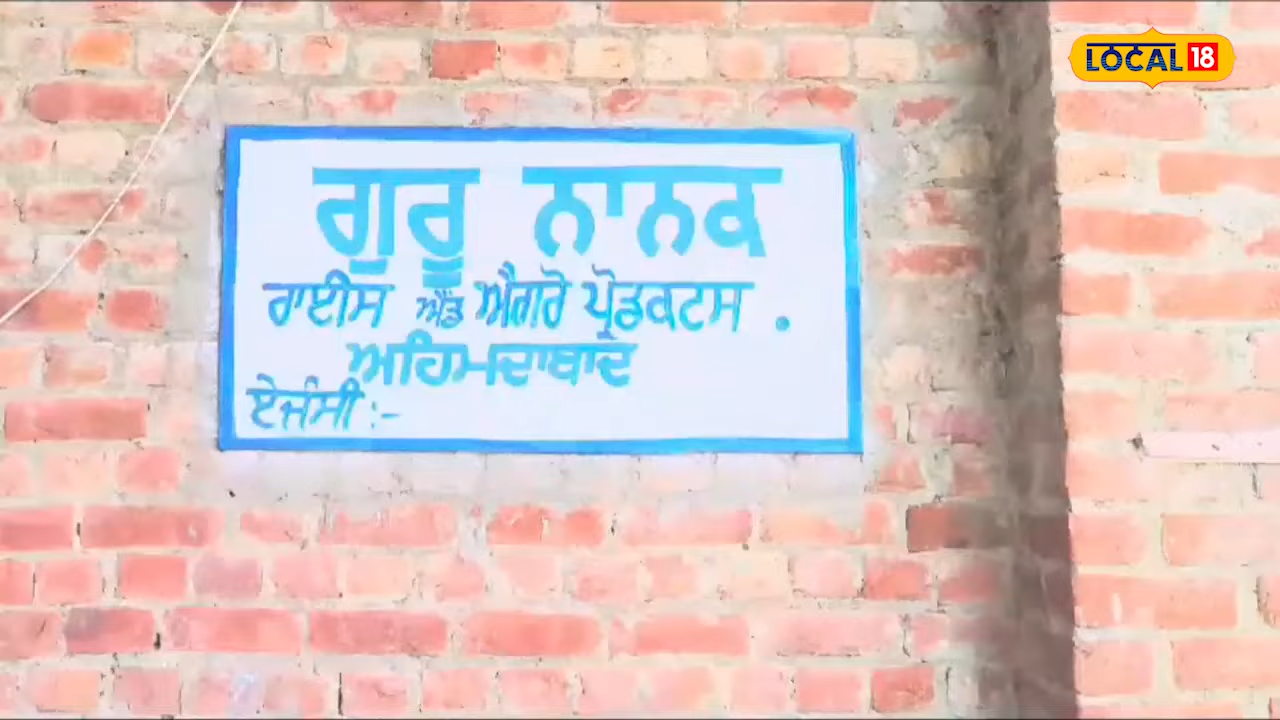 LOCAL 18
ਗੁਰੂ ਨਾਨਕ
ਰਾਈਸ ਐਂਡ ਐਗਰੋ ਪ੍ਰੋਡਕਟਸ .
ਅਹਿਮਦਾਬਾਦ
ਏਜੰਸੀ :-